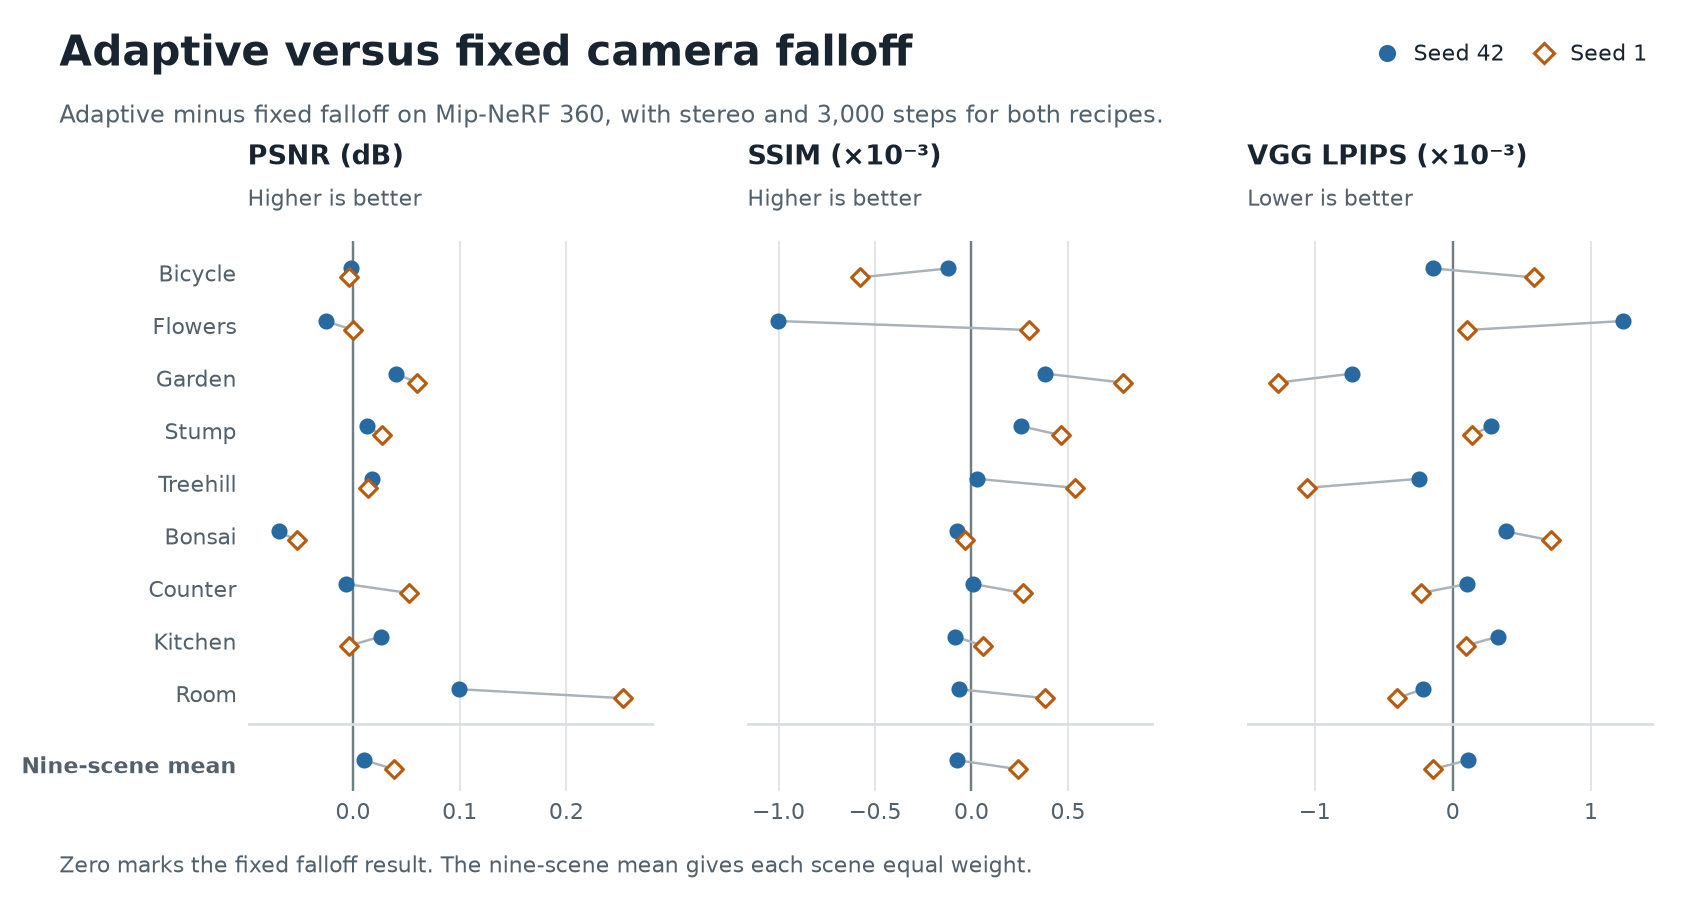 Adaptive versus fixed camera falloff
Seed 42
Seed 1
Adaptive minus fixed falloff on Mip-NeRF 360, with stereo and 3,000 steps for both recipes.
PSNR (dB)
Higher is better
SSIM (×10⁻³)
Higher is better
VGG LPIPS (×10⁻³)
Lower is better
Bicycle
Flowers
Garden
Stump
Treehill
Bonsai
Counter
Kitchen
Room
Nine-scene mean
0.0 0.1 0.2
−1.0 −0.5 0.0 0.5
−1 0 1
Zero marks the fixed falloff result. The nine-scene mean gives each scene equal weight.